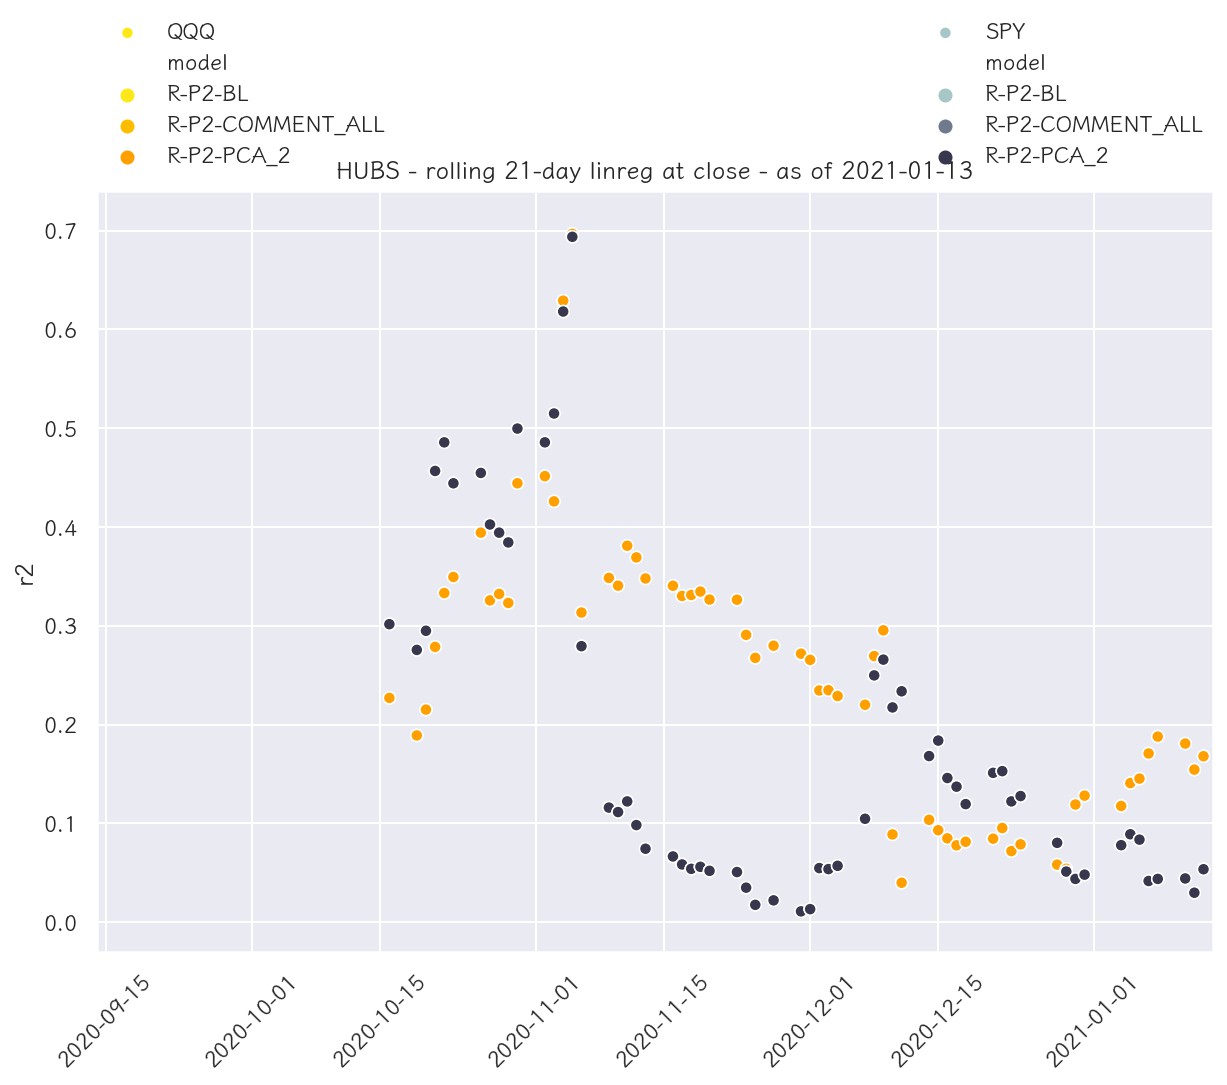 QQQ
model
R-P2-BL
R-P2-COMMENT_ALL
R-P2-PCA_2
SPY
model
R-P2-BL
R-P2-COMMENT_ALL
R-P2-PCA_2
HUBS - rolling 21-day linreg at close - as of 2021-01-13
0.7
0.6
0.5
0.4
0.3
0.2
0.1
0.0
r2
2020-09-15
2020-10-01
2020-10-15
2020-11-01
2020-11-15
2020-12-01
2020-12-15
2021-01-01